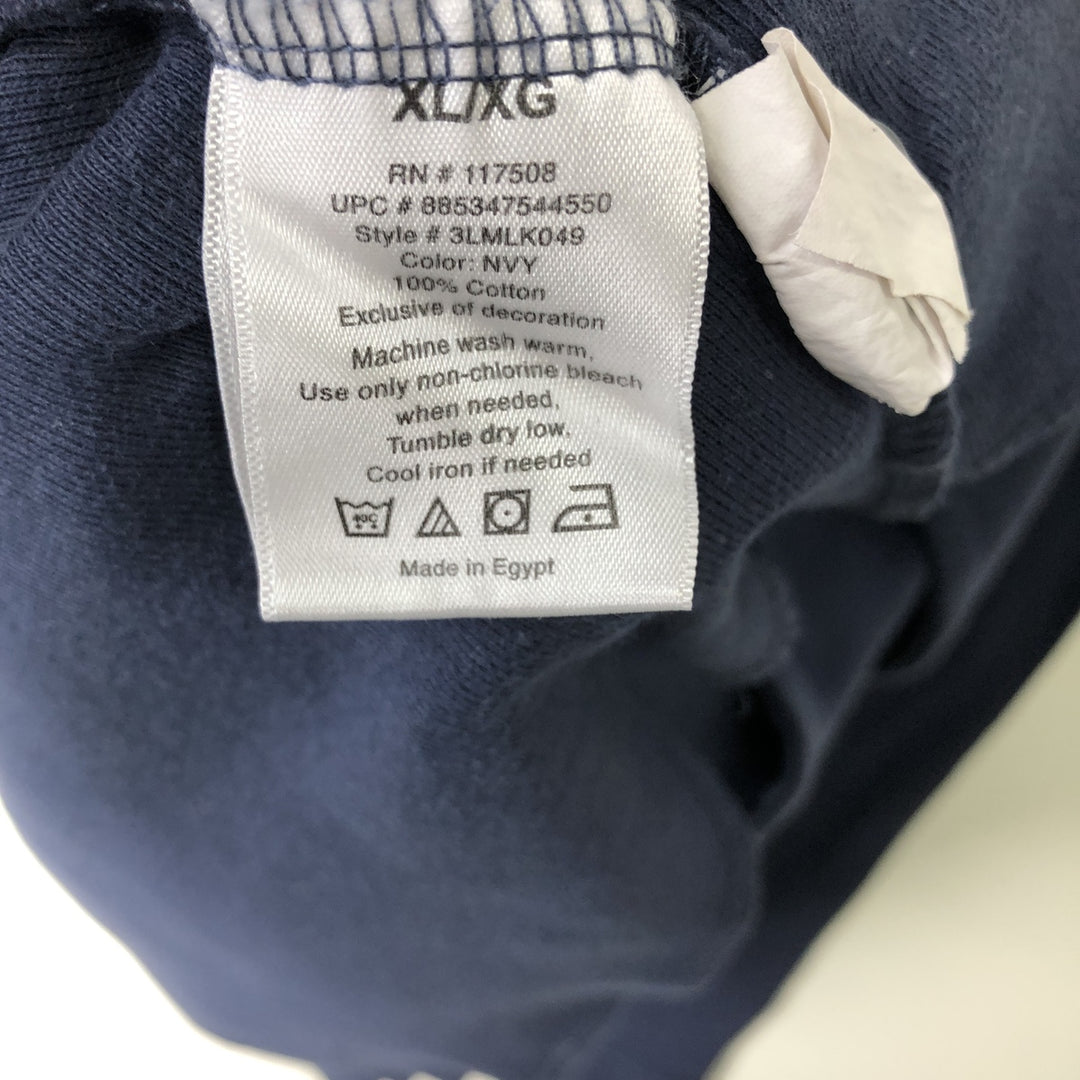 XL/XG
RN # 117508
UPC # 885347544550
Style # 3LMLK049
Color: NVY
100% Cotton
Exclusive of decoration
Machine wash warm,
Use only non-chlorine bleach
when needed,
Tumble dry low,
Cool iron if needed
Made in Egypt